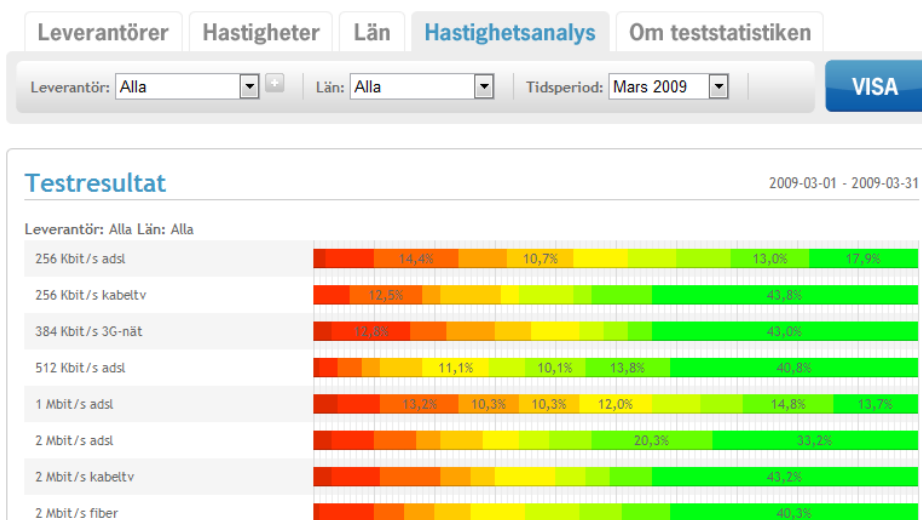 Leverantörer Hastigheter Län Hastighetsanalys Om teststatistiken
Leverantör: Alla + Län: Alla Tidsperiod: Mars 2009 VISA
Testresultat 2009-03-01 - 2009-03-31
Leverantör: Alla Län: Alla
256 Kbit/s adsl 14,4% 10,7% 13,0% 17,9%
256 Kbit/s kabeltv 12,5% 43,8%
384 Kbit/s 3G-nät 12,8% 43,0%
512 Kbit/s adsl 11,1% 10,1% 13,8% 40,8%
1 Mbit/s adsl 13,2% 10,3% 10,3% 12,0% 14,8% 13,7%
2 Mbit/s adsl 20,3% 33,2%
2 Mbit/s kabeltv 43,2%
2 Mbit/s fiber 40,3%